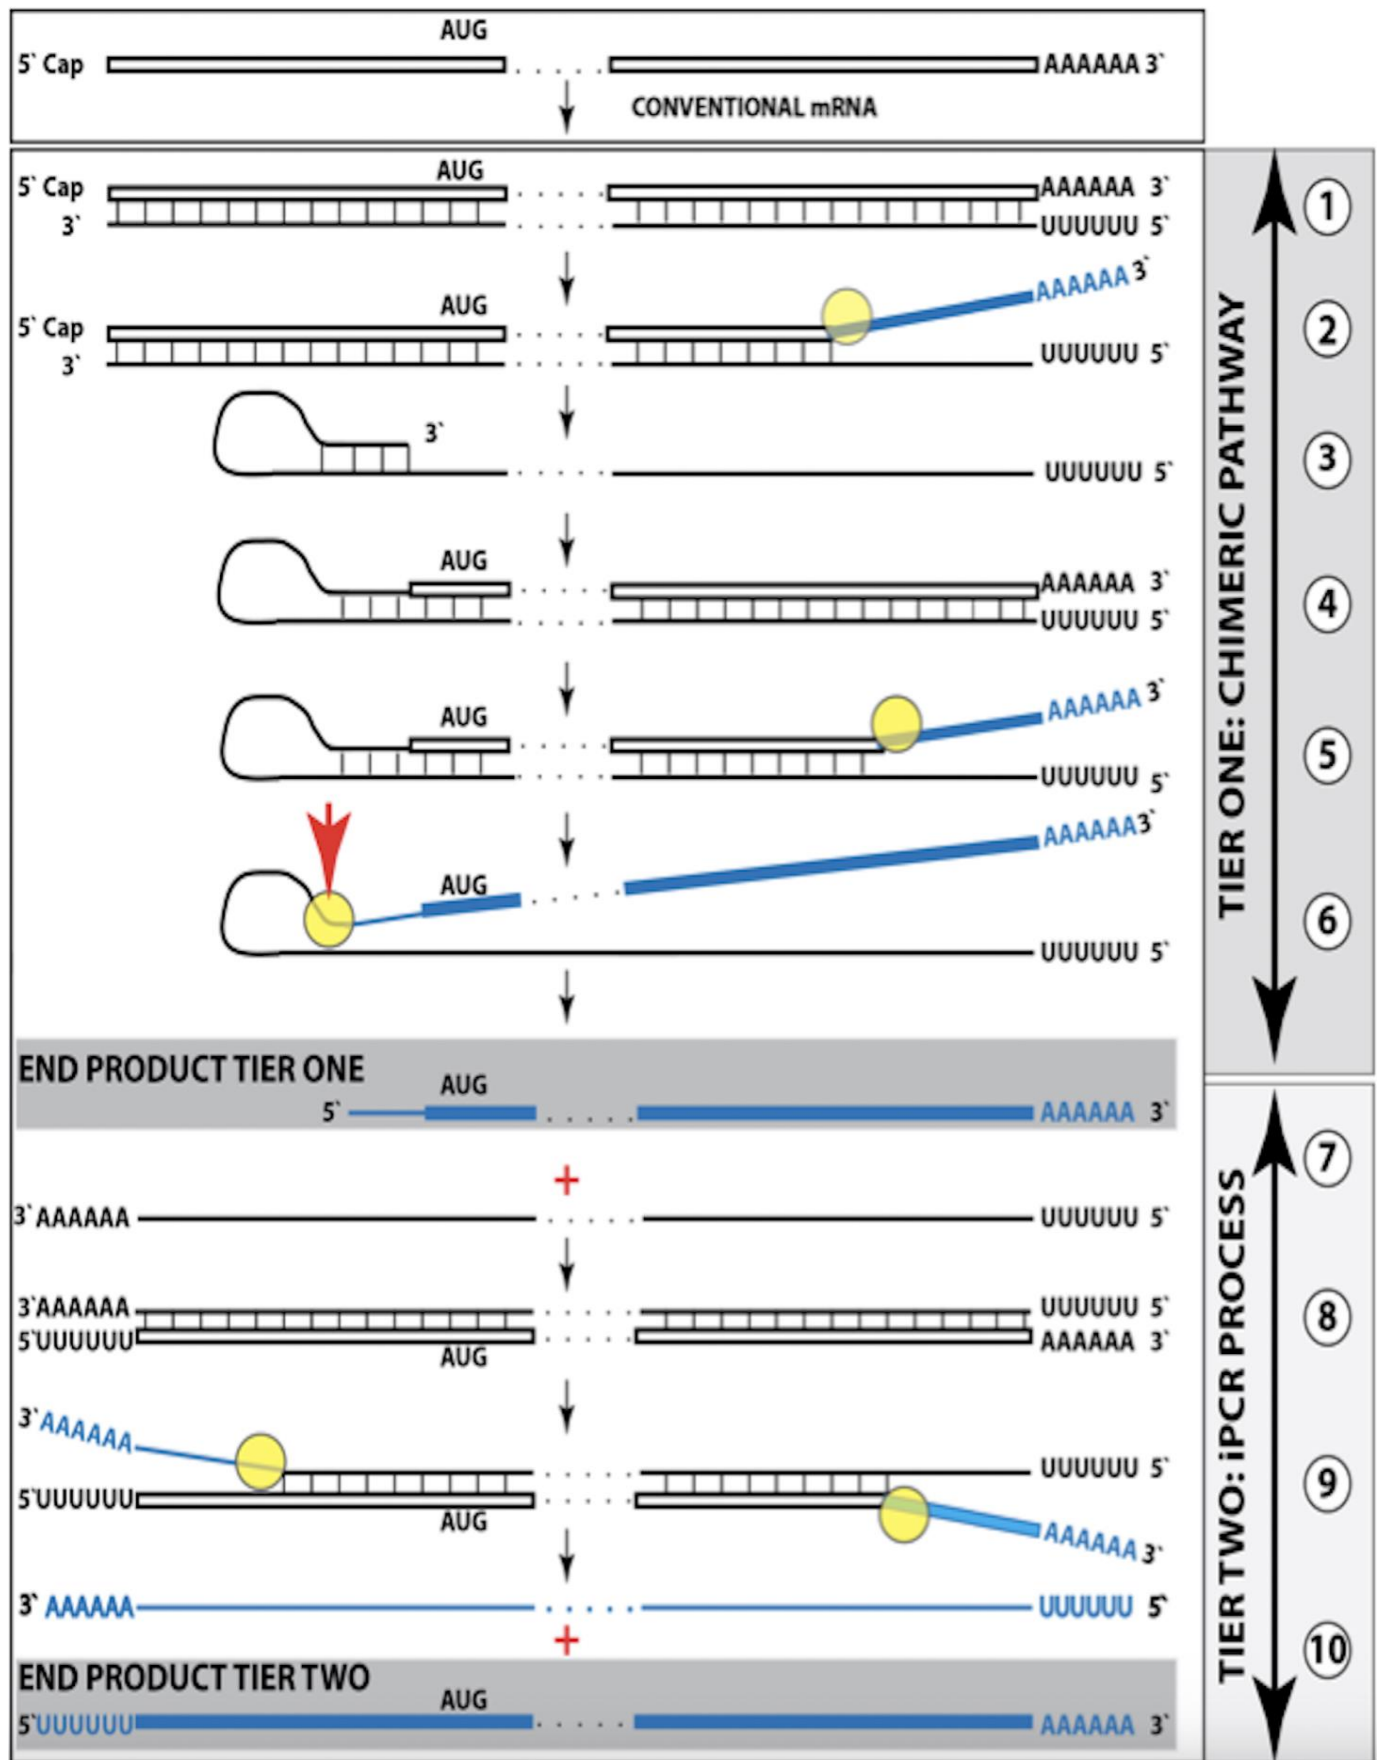 AUG
5` Cap AAAAAA 3`
CONVENTIONAL mRNA
AUG
5` Cap AAAAAA 3`
3` UUUUUU 5`
1
AUG AAAAAA 3`
5` Cap
3` UUUUUU 5`
2
3`
UUUUUU 5`
3
AUG
AAAAAA 3`
UUUUUU 5`
4
AUG AAAAAA 3`
UUUUUU 5`
5
AUG AAAAAA 3`
UUUUUU 5`
6
TIER ONE: CHIMERIC PATHWAY
END PRODUCT TIER ONE
AUG
5` AAAAAA 3`
+
7
3` AAAAAA UUUUUU 5`
3`AAAAAA UUUUUU 5`
5`UUUUUU AAAAAA 3`
AUG
8
3` AAAAAA
UUUUUU 5`
5`UUUUUU
AUG
AAAAAA 3`
9
3` AAAAAA UUUUUU 5`
+
10
TIER TWO: iPCR PROCESS
END PRODUCT TIER TWO
AUG
5`UUUUUU AAAAAA 3`